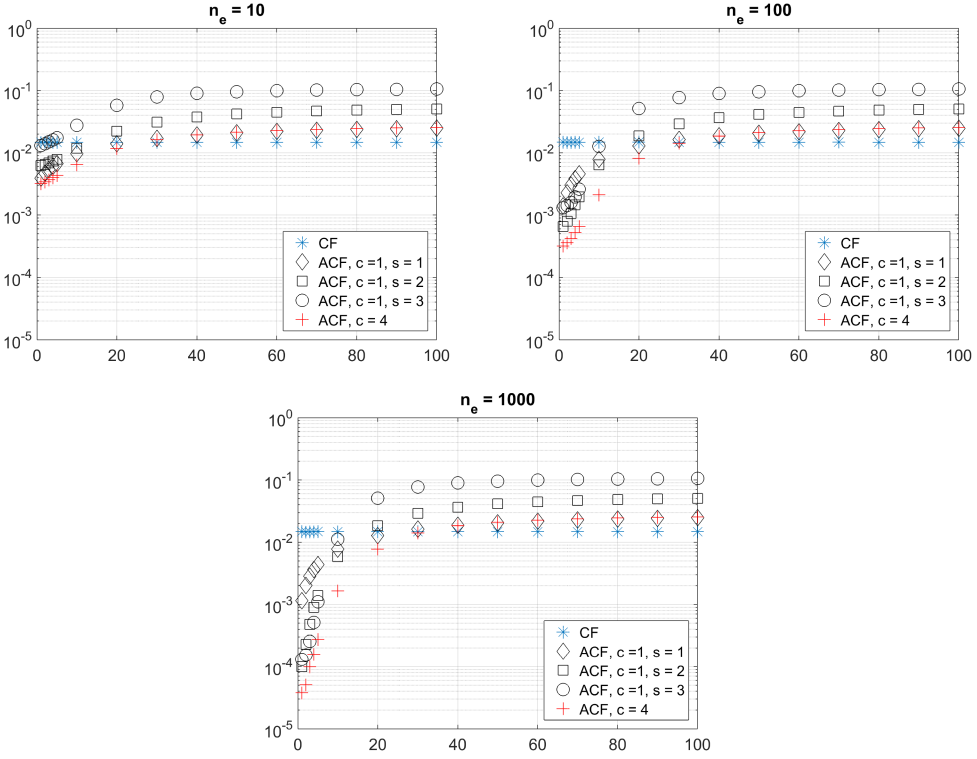 n_e = 10
10^0
10^-1
10^-2
10^-3
10^-4
10^-5
0 20 40 60 80 100
CF
ACF, c =1, s = 1
ACF, c =1, s = 2
ACF, c =1, s = 3
ACF, c = 4
n_e = 100
10^0
10^-1
10^-2
10^-3
10^-4
10^-5
0 20 40 60 80 100
CF
ACF, c =1, s = 1
ACF, c =1, s = 2
ACF, c =1, s = 3
ACF, c = 4
n_e = 1000
10^0
10^-1
10^-2
10^-3
10^-4
10^-5
0 20 40 60 80 100
CF
ACF, c =1, s = 1
ACF, c =1, s = 2
ACF, c =1, s = 3
ACF, c = 4